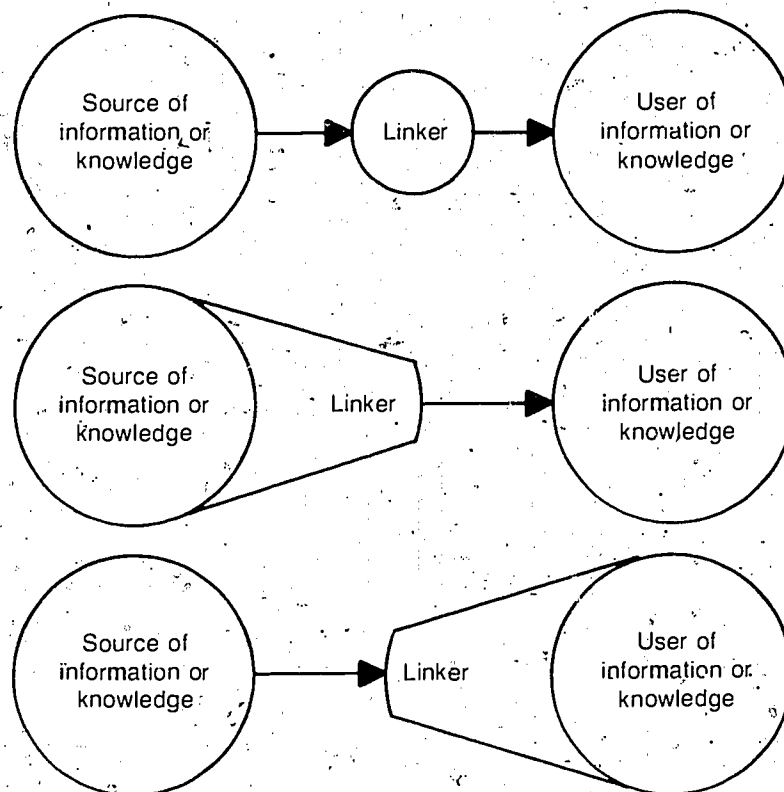 Source of
information or
knowledge
Linker
User of
information or
knowledge
Source of
information or
knowledge
Linker
User of
information or
knowledge
Source of
information or
knowledge
Linker
User of
information or
knowledge